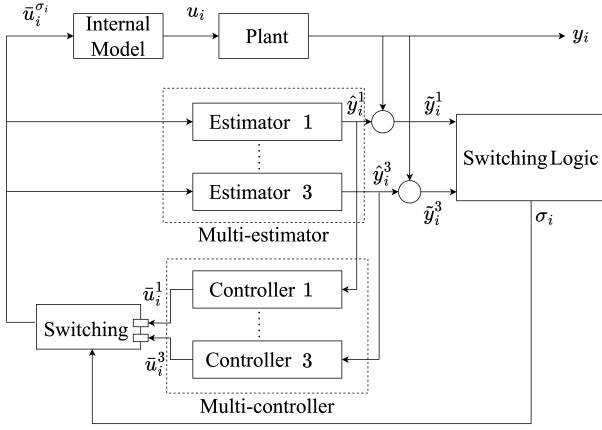 ū_i^{σ_i}
Internal
Model
u_i
Plant
y_i
Estimator 1
ŷ_i^1
ỹ_i^1
Switching Logic
Estimator 3
ŷ_i^3
ỹ_i^3
Multi-estimator
σ_i
Controller 1
ū_i^1
Switching
Controller 3
ū_i^3
Multi-controller